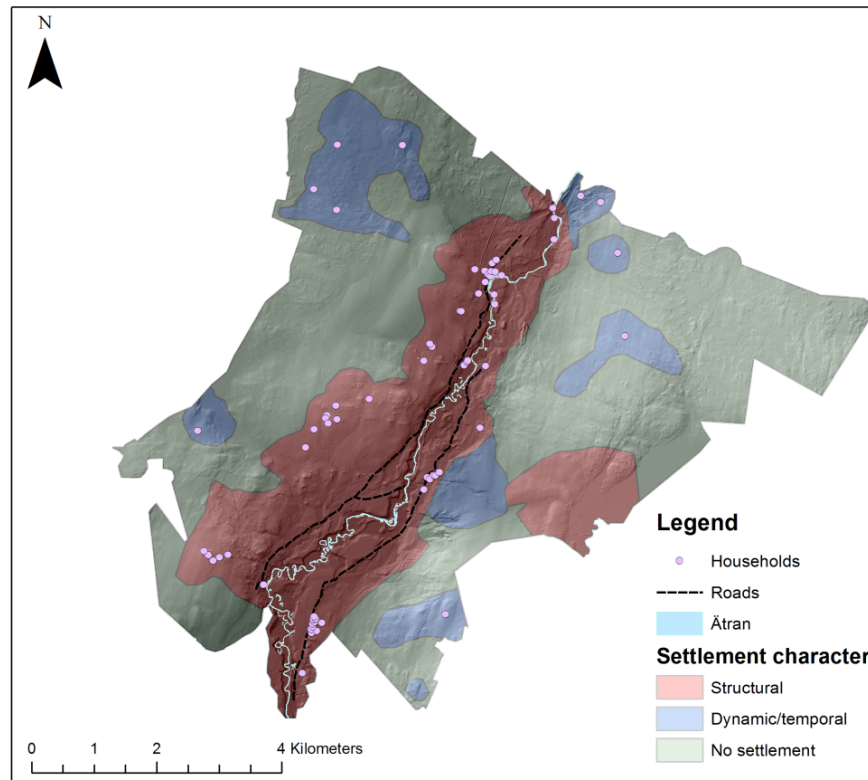 N
Legend
Households
Roads
Ätran
Settlement character
Structural
Dynamic/temporal
No settlement
0 1 2 4 Kilometers